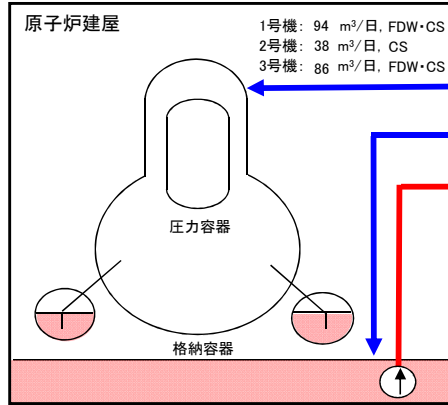 原子炉建屋
1号機: 94 m³/日, FDW・CS
2号機: 38 m³/日, CS
3号機: 86 m³/日, FDW・CS
圧力容器
格納容器